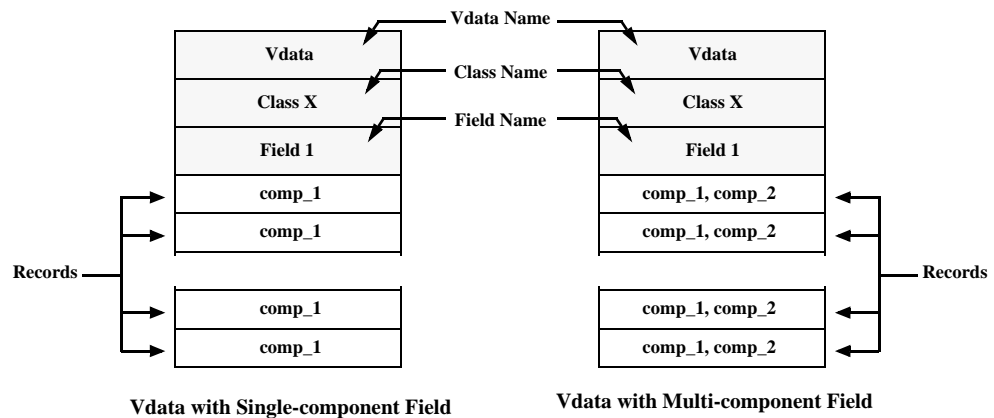 Vdata Name
Vdata
Vdata
Class Name
Class X
Class X
Field Name
Field 1
Field 1
comp_1
comp_1, comp_2
comp_1
comp_1, comp_2
Records
Records
comp_1
comp_1, comp_2
comp_1
comp_1, comp_2
Vdata with Single-component Field
Vdata with Multi-component Field